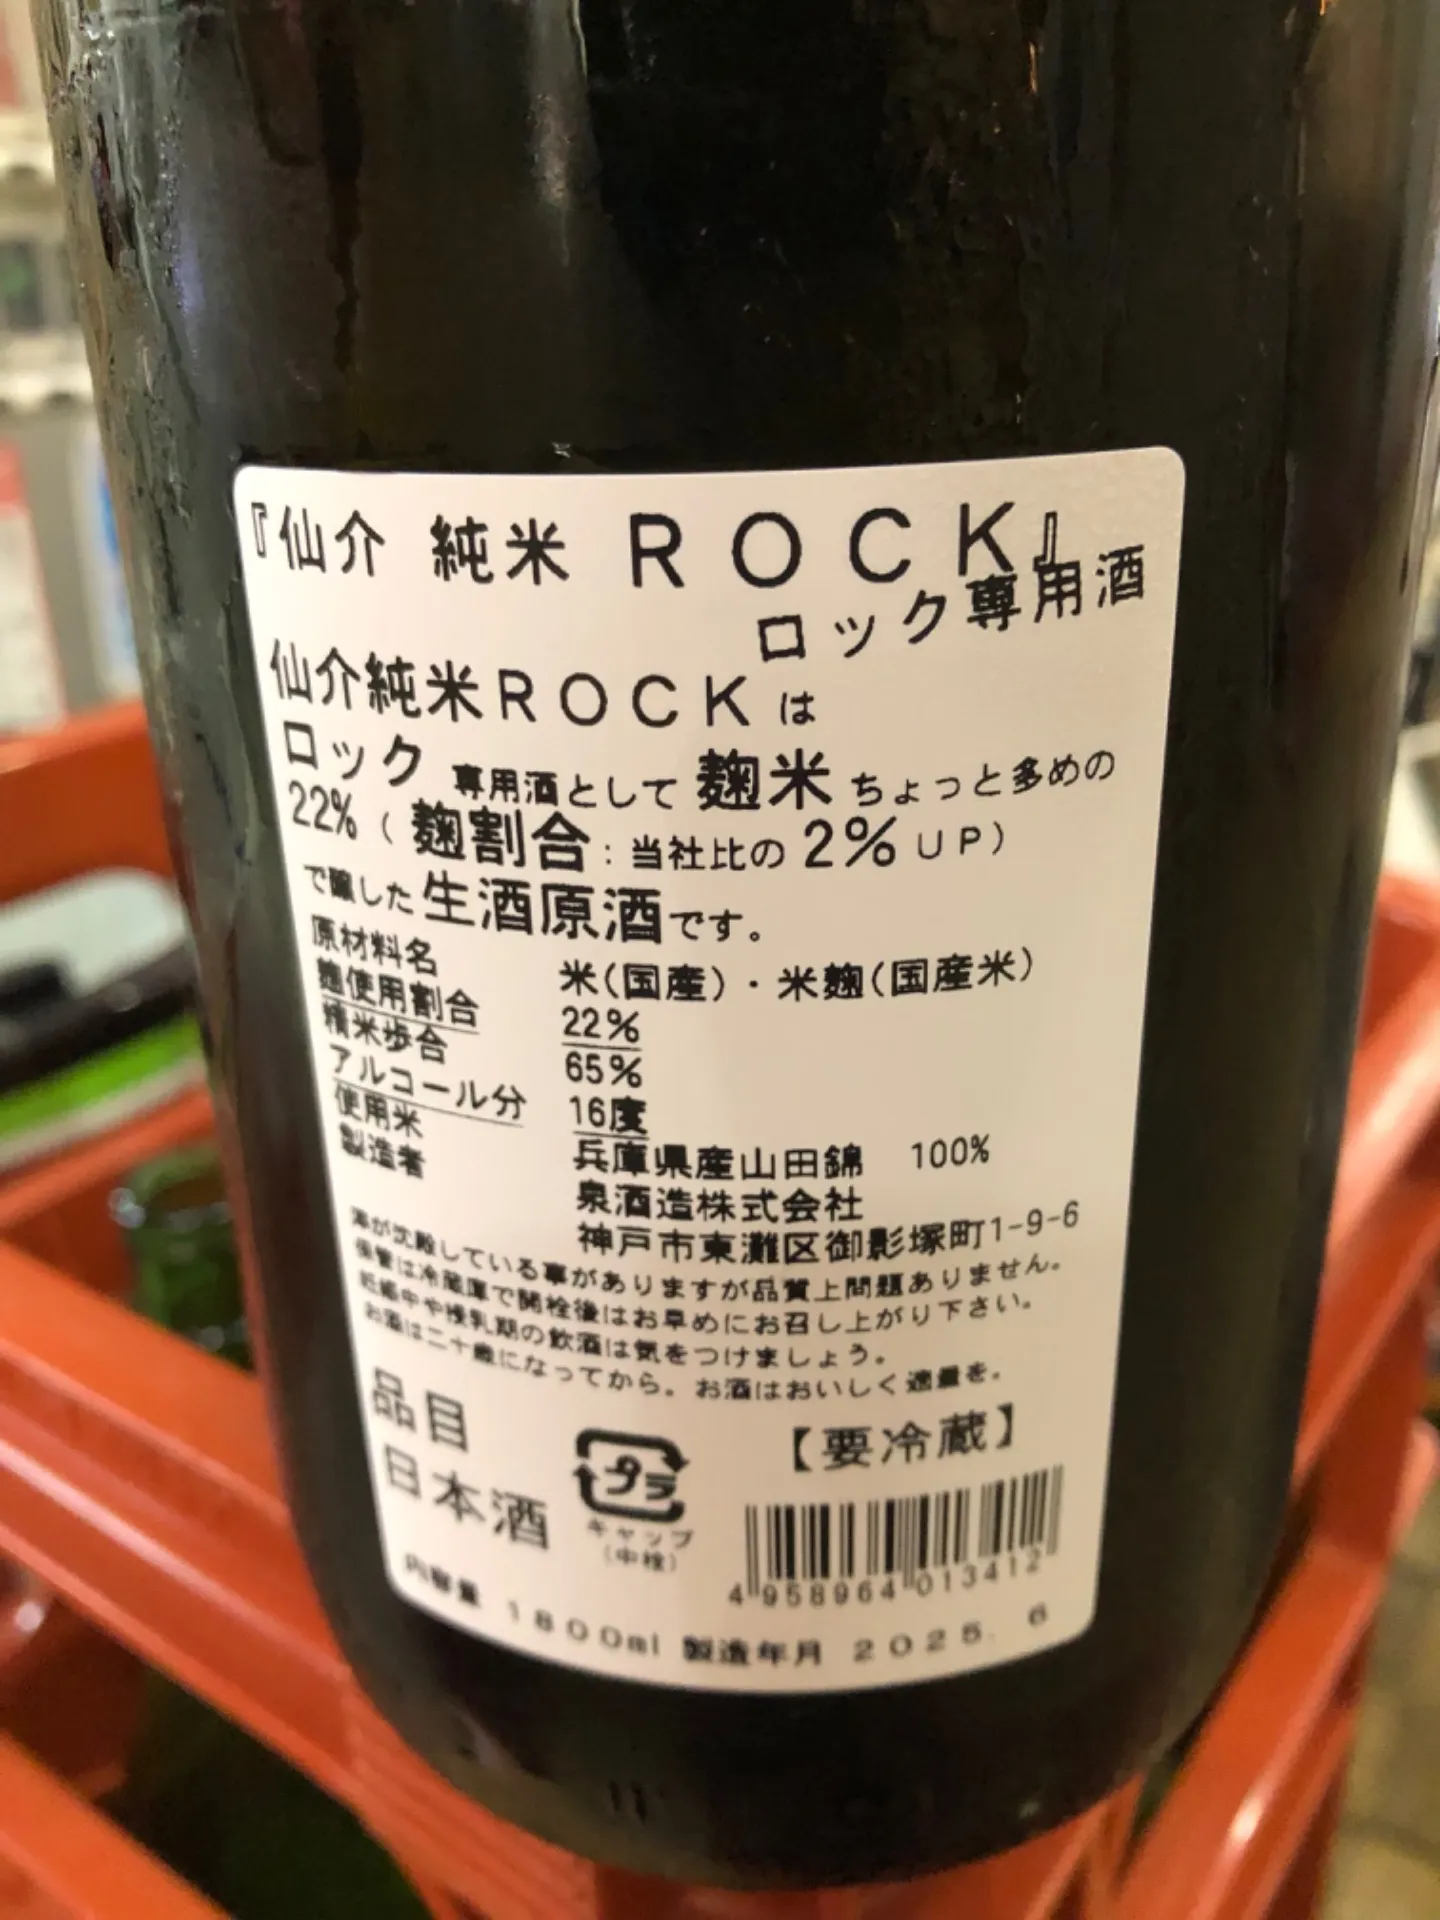 『仙介 純米 ROCK』
ロック専用酒
仙介純米ROCKは
ロック専用酒として麹米ちょっと多めの
22%(麹割合:当社比の2%UP)
で醸した生酒原酒です。
原材料名 米(国産)・米麹(国産米)
麹使用割合 22%
精米歩合 65%
アルコール分 16度
使用米 兵庫県産山田錦 100%
製造者 泉酒造株式会社
神戸市東灘区御影塚町1-9-6
滓が沈殿している事がありますが品質上問題ありません。
保管は冷蔵庫で開栓後はお早めにお召し上がり下さい。
妊娠中や授乳期の飲酒は気をつけましょう。
お酒は二十歳になってから。お酒はおいしく適量を。
品目
日本酒
プラ
キャップ
(中栓)
【要冷蔵】
4958964013412
内容量 1800ml 製造年月 2025. 6